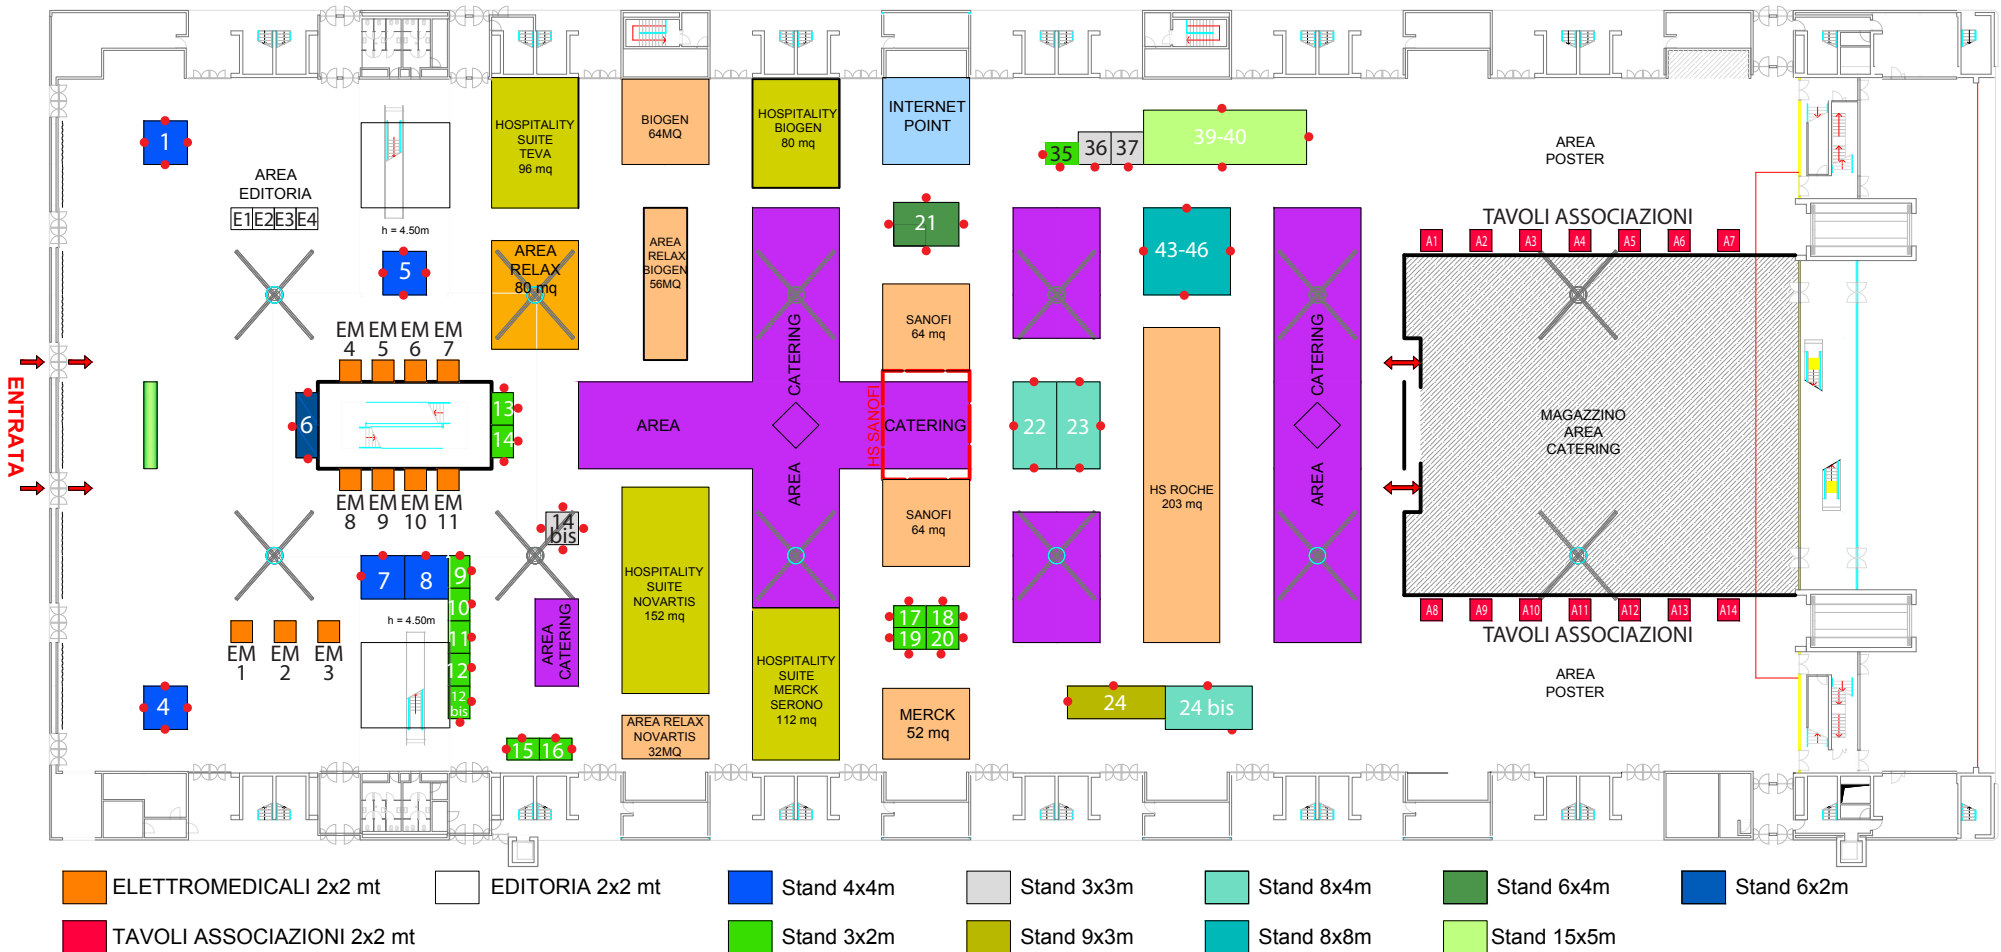 1
AREA
EDITORIA
E1 E2 E3 E4
h = 4.50m
5
HOSPITALITY
SUITE
TEVA
96 mq
AREA
RELAX
80 mq
BIOGEN
64MQ
AREA
RELAX
BIOGEN
56MQ
HOSPITALITY
BIOGEN
80 mq
INTERNET
POINT
21
SANOFI
64 mq
35
36
37
39-40
43-46
AREA
POSTER
TAVOLI ASSOCIAZIONI
A1 A2 A3 A4 A5 A6 A7
ENTRATA
EM
4
EM
5
EM
6
EM
7
6
13
14
EM
8
EM
9
EM
10
EM
11
AREA
AREA CATERING
CATERING
HS SANOFI
22
23
HS ROCHE
203 mq
AREA CATERING
MAGAZZINO
AREA
CATERING
14
bis
7
8
9
10
11
12
12
bis
h = 4.50m
EM
1
EM
2
EM
3
4
AREA
CATERING
15
16
HOSPITALITY
SUITE
NOVARTIS
152 mq
AREA RELAX
NOVARTIS
32MQ
HOSPITALITY
SUITE
MERCK
SERONO
112 mq
SANOFI
64 mq
17
18
19
20
MERCK
52 mq
24
24 bis
A8 A9 A10 A11 A12 A13 A14
TAVOLI ASSOCIAZIONI
AREA
POSTER
ELETTROMEDICALI 2x2 mt
EDITORIA 2x2 mt
Stand 4x4m
Stand 3x3m
Stand 8x4m
Stand 6x4m
Stand 6x2m
TAVOLI ASSOCIAZIONI 2x2 mt
Stand 3x2m
Stand 9x3m
Stand 8x8m
Stand 15x5m